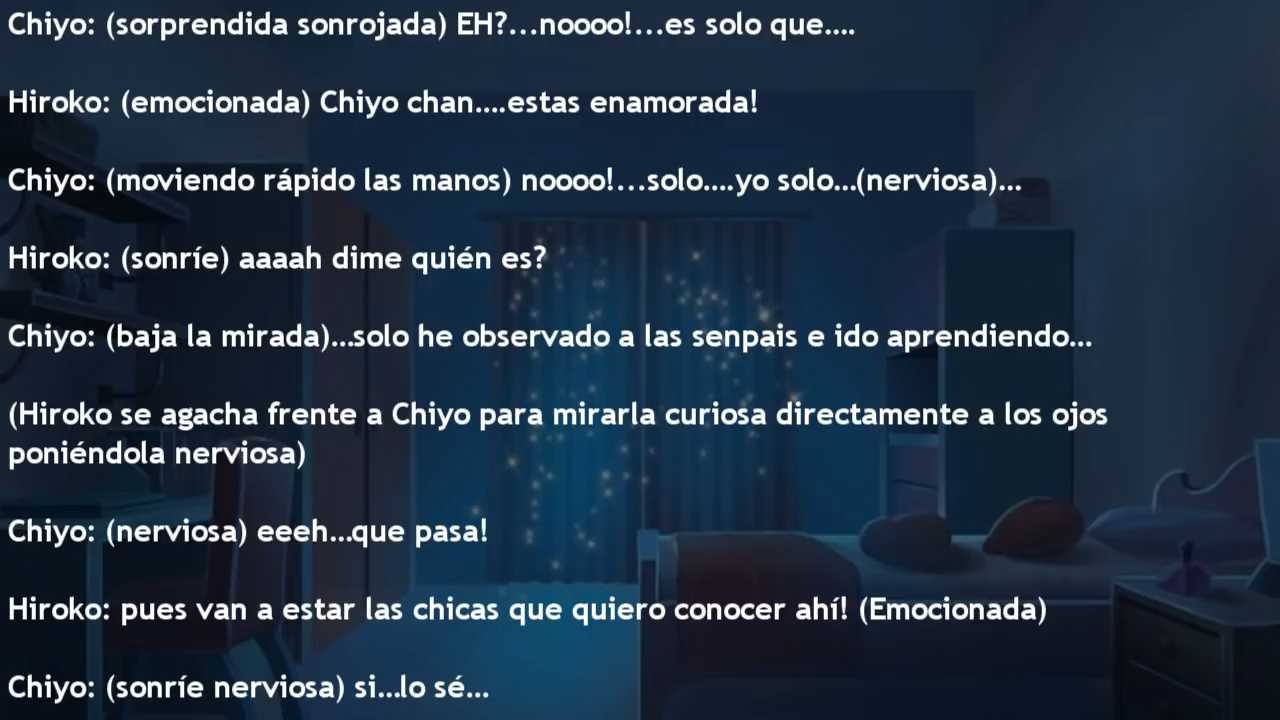 Chiyo: (sorprendida sonrojada) EH?...noooo!...es solo que....
Hiroko: (emocionada) Chiyo chan....estas enamorada!
Chiyo: (moviendo rápido las manos) noooo!...solo....yo solo...(nerviosa)...
Hiroko: (sonríe) aaaah dime quién es?
Chiyo: (baja la mirada)...solo he observado a las senpais e ido aprendiendo...
(Hiroko se agacha frente a Chiyo para mirarla curiosa directamente a los ojos
poniéndola nerviosa)
Chiyo: (nerviosa) eeeh...que pasa!
Hiroko: pues van a estar las chicas que quiero conocer ahí! (Emocionada)
Chiyo: (sonríe nerviosa) si...lo sé...